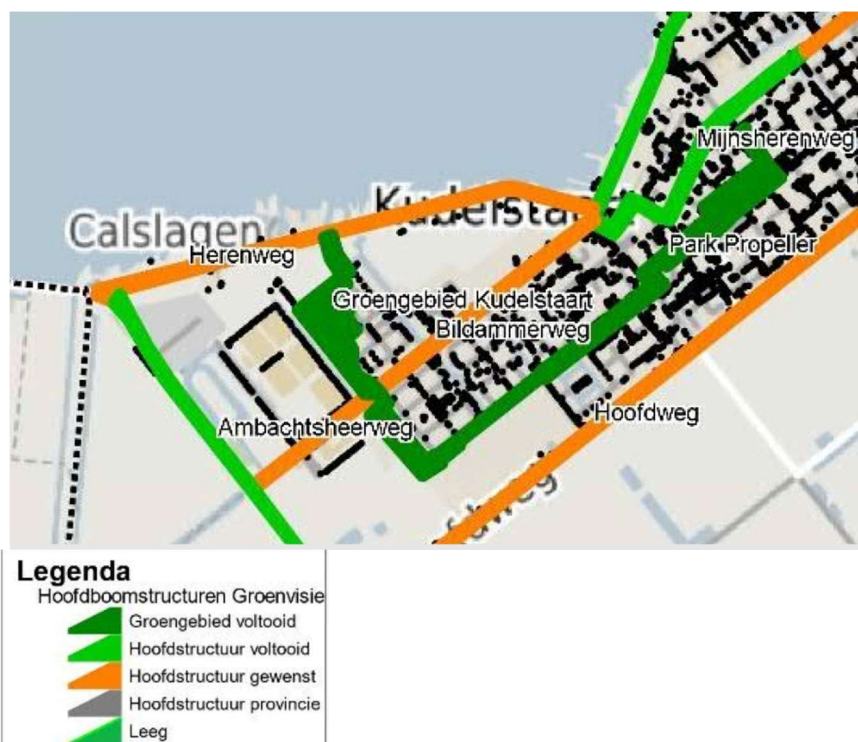 Mijnsherenweg
Kudelstaart
Calslagen
Herenweg
Park Propeller
Groengebied Kudelstaart
Bildammerweg
Hoofdweg
Ambachtsheerweg
Legenda
Hoofdboomstructuren Groenvisie
Groengebied voltooid
Hoofdstructuur voltooid
Hoofdstructuur gewenst
Hoofdstructuur provincie
Leeg